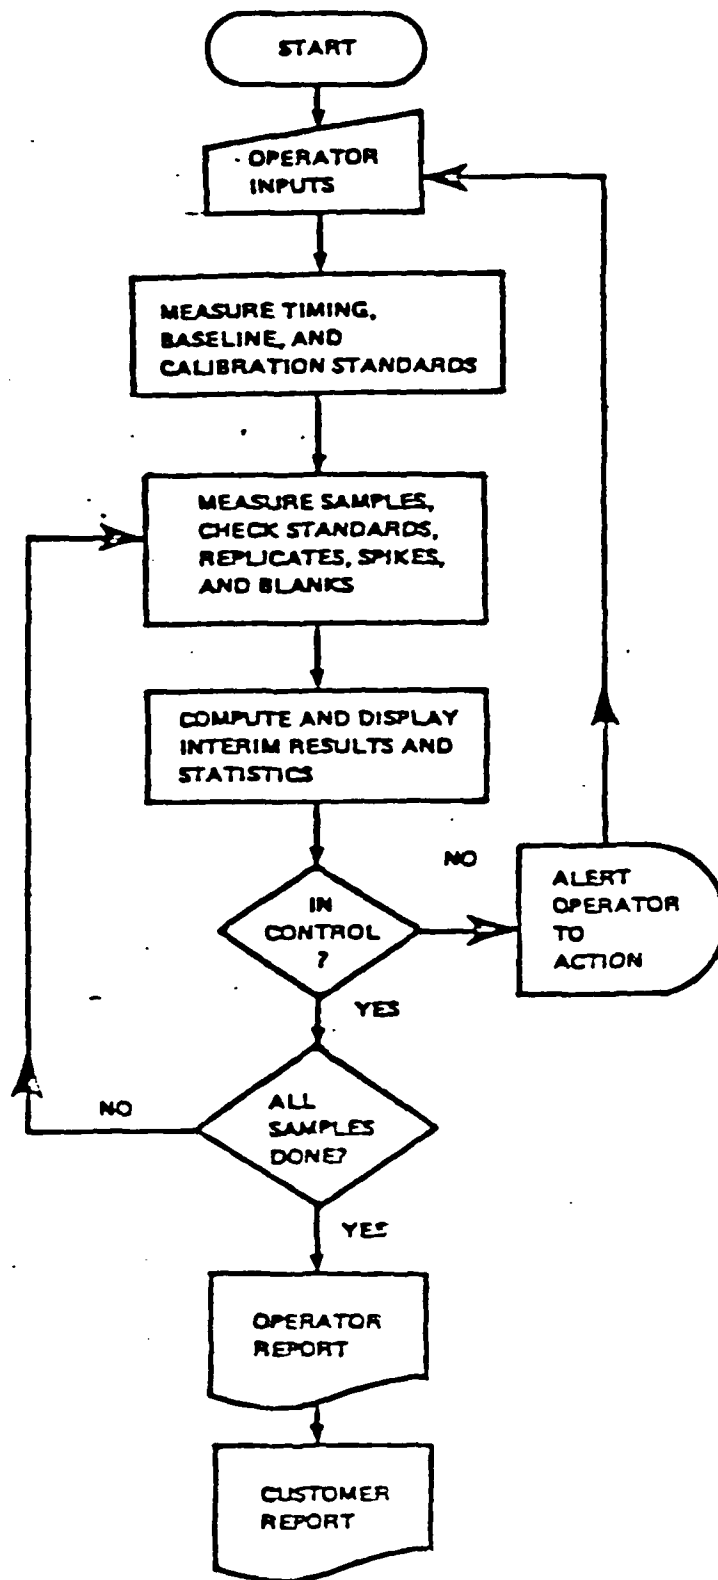 START
OPERATOR
INPUTS
MEASURE TIMING,
BASELINE, AND
CALIBRATION STANDARDS
MEASURE SAMPLES,
CHECK STANDARDS,
REPLICATES, SPIKES,
AND BLANKS
COMPUTE AND DISPLAY
INTERIM RESULTS AND
STATISTICS
NO
IN
CONTROL
?
ALERT
OPERATOR
TO
ACTION
YES
NO
ALL
SAMPLES
DONE?
YES
OPERATOR
REPORT
CUSTOMER
REPORT